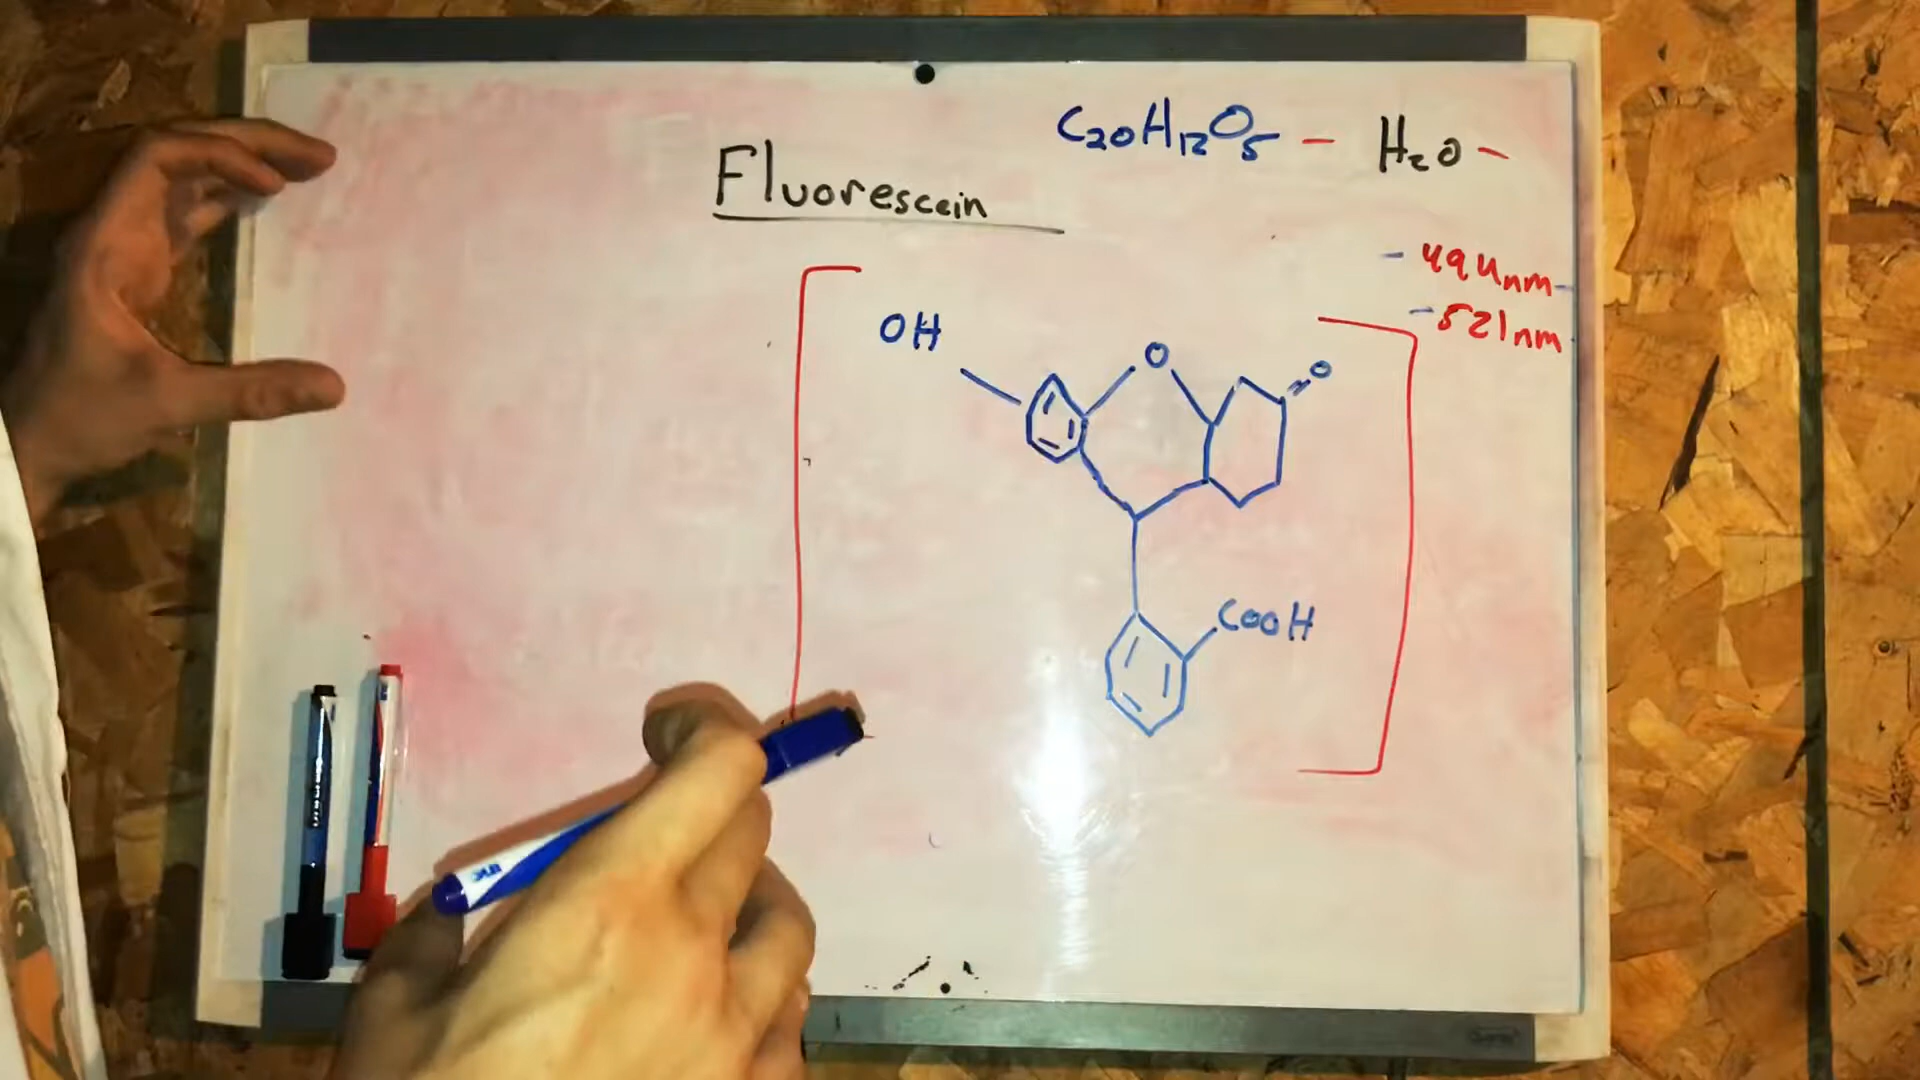 C20H12O5 - H2O -
Fluorescein
- 494nm -
- 521nm
OH
O
O
COOH